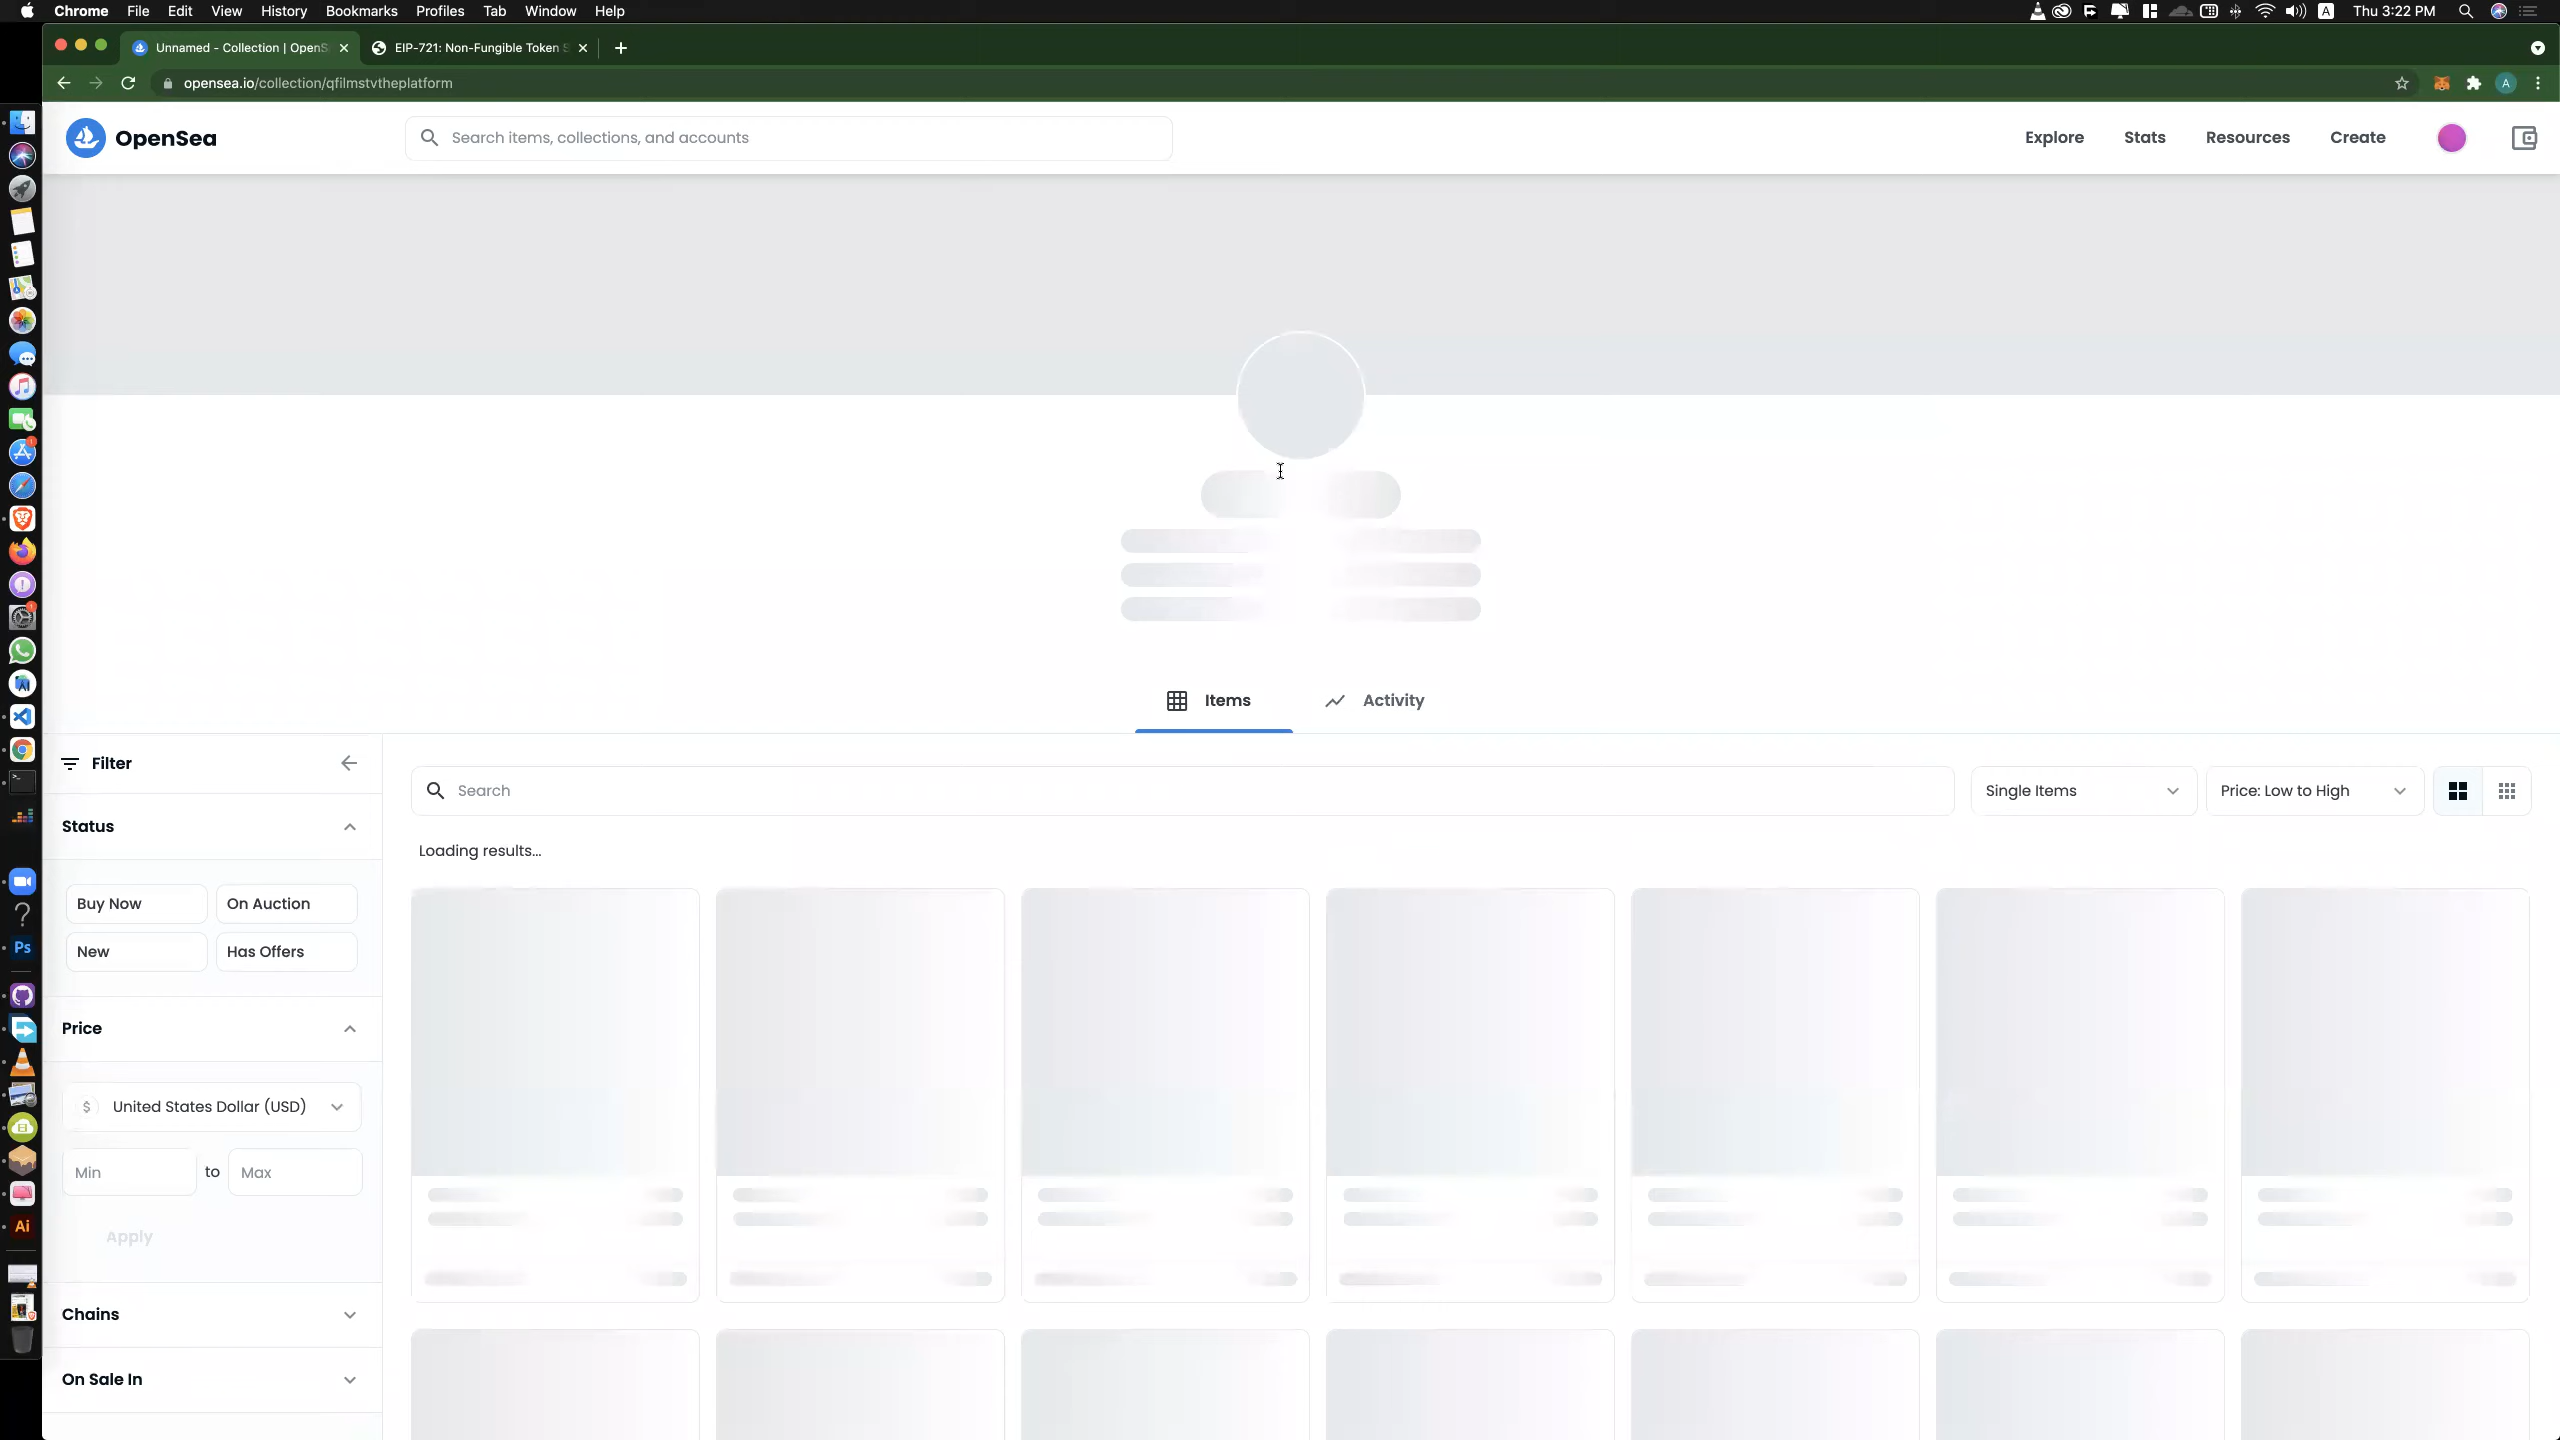 Chrome File Edit View History Bookmarks Profiles Tab Window Help
A Thu 3:22 PM
Unnamed - Collection | OpenS
EIP-721: Non-Fungible Token S
opensea.io/collection/qfilmstvtheplatform
A
OpenSea
Search items, collections, and accounts
Explore Stats Resources Create
Items Activity
Filter
Search
Single Items
Price: Low to High
Status
Loading results...
Buy Now On Auction
New Has Offers
Price
$ United States Dollar (USD)
Min to Max
Apply
Chains
On Sale In
Ps
Ai